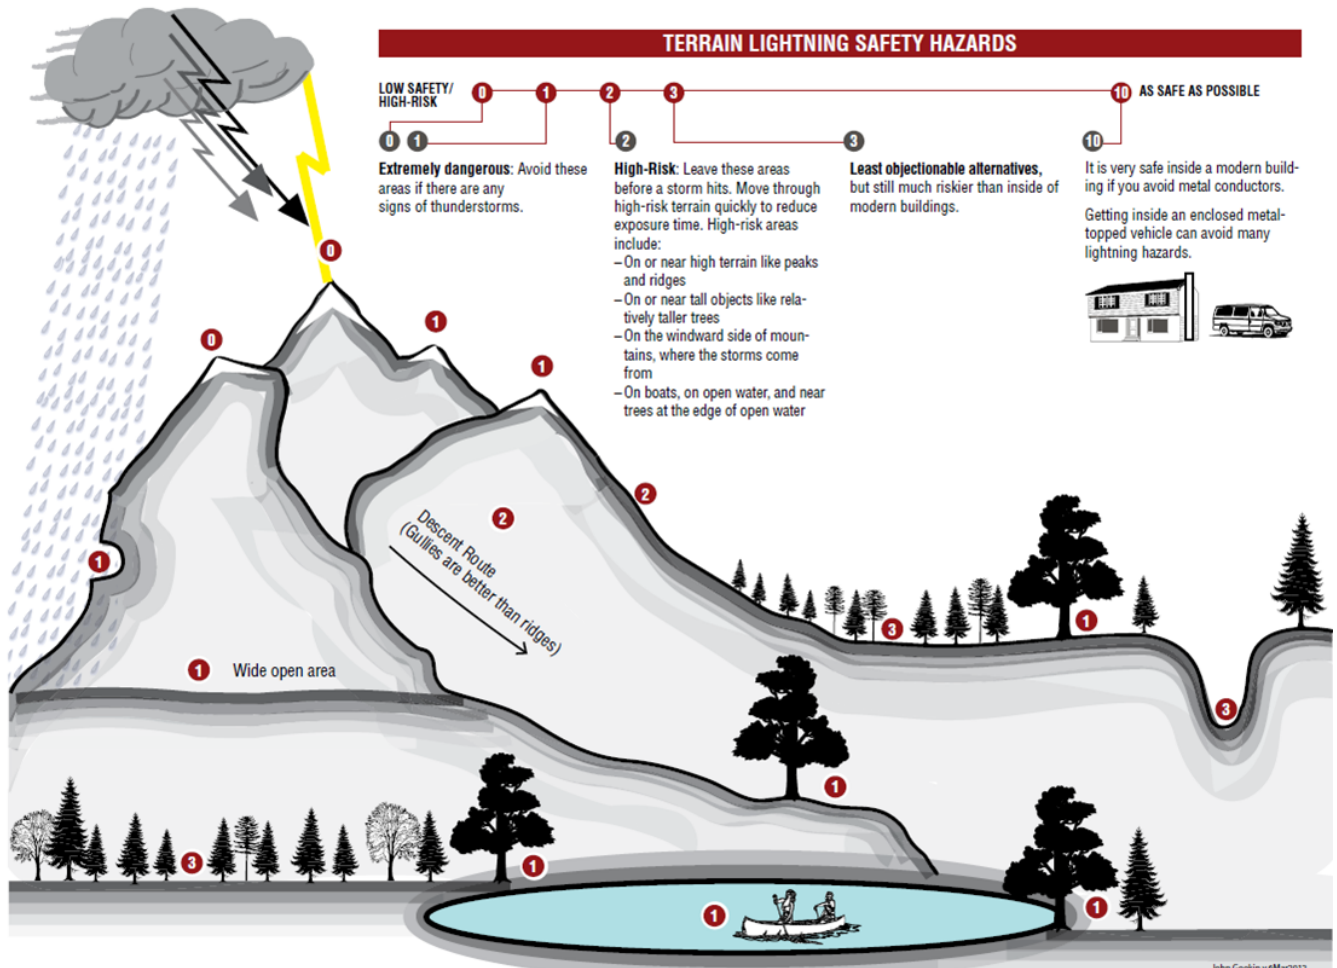 TERRAIN LIGHTNING SAFETY HAZARDS
LOW SAFETY/
HIGH-RISK
0
1
2
3
10
AS SAFE AS POSSIBLE
0
1
Extremely dangerous: Avoid these
areas if there are any
signs of thunderstorms.
2
High-Risk: Leave these areas
before a storm hits. Move through
high-risk terrain quickly to reduce
exposure time. High-risk areas
include:
–On or near high terrain like peaks
and ridges
–On or near tall objects like rela-
tively taller trees
–On the windward side of moun-
tains, where the storms come
from
–On boats, on open water, and near
trees at the edge of open water
3
Least objectionable alternatives,
but still much riskier than inside of
modern buildings.
10
It is very safe inside a modern build-
ing if you avoid metal conductors.
Getting inside an enclosed metal-
topped vehicle can avoid many
lightning hazards.
0
1
0
1
2
2
Descent Route
(Gullies are better than ridges)
1
3
1
1
Wide open area
3
1
3
1
1
1